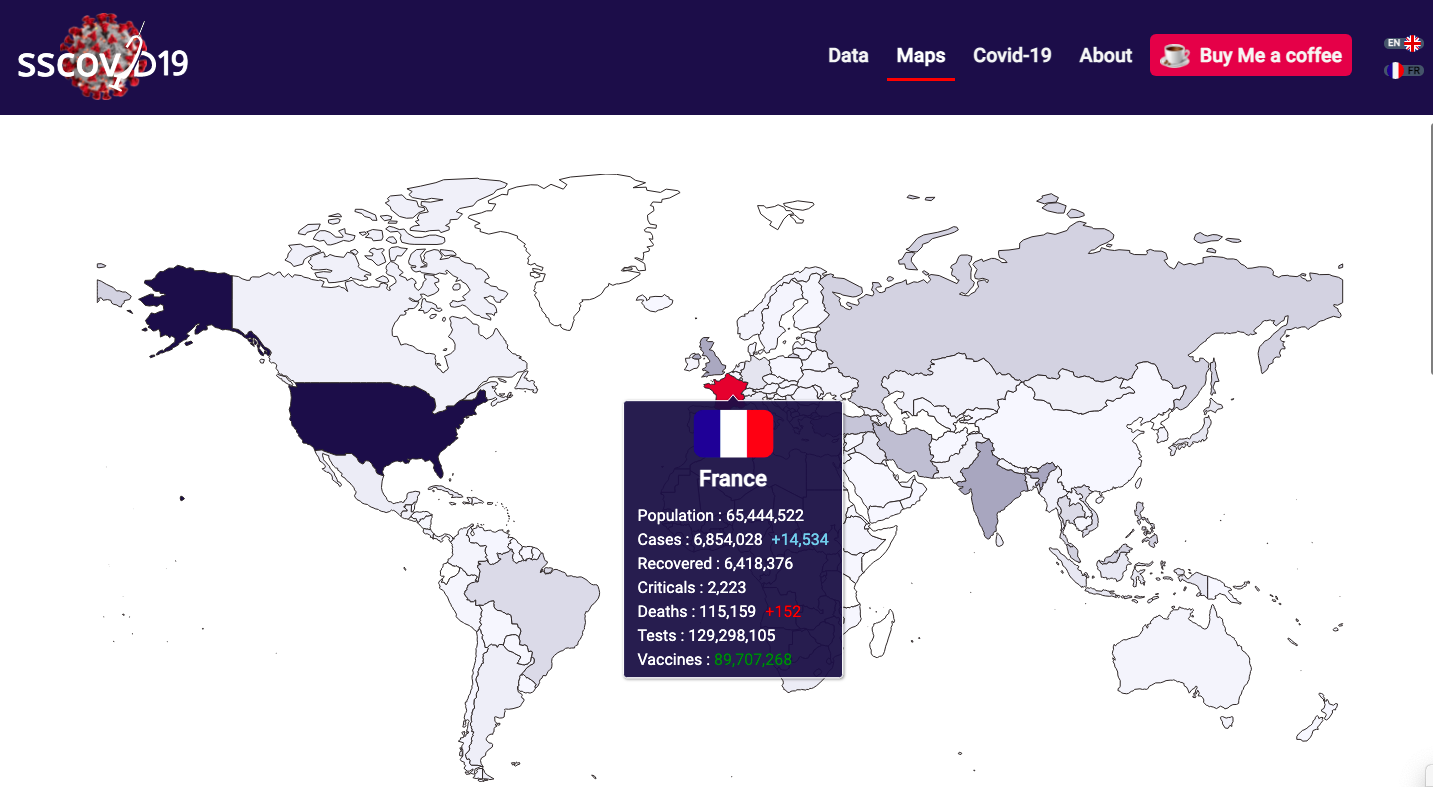 sscovid19
Data
Maps
Covid-19
About
Buy Me a coffee
EN
FR
France
Population : 65,444,522
Cases : 6,854,028 +14,534
Recovered : 6,418,376
Criticals : 2,223
Deaths : 115,159 +152
Tests : 129,298,105
Vaccines : 89,707,268